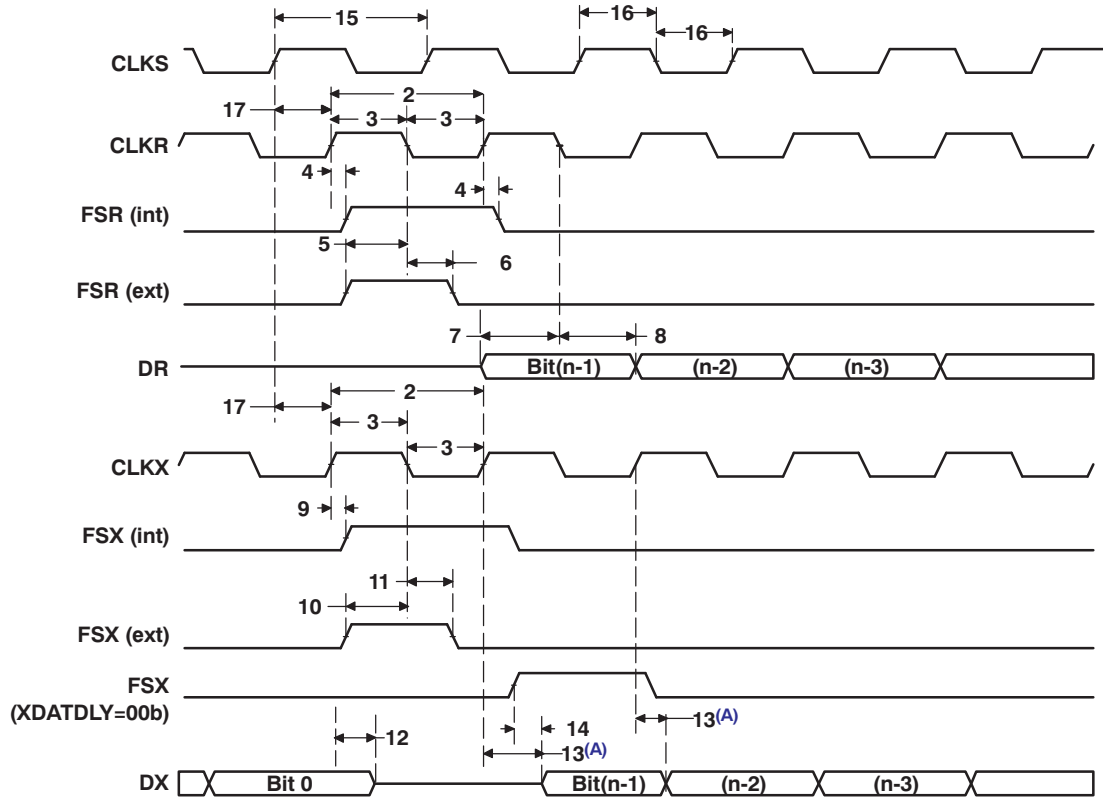 15
16
16
CLKS
2
17
3
3
CLKR
4
4
FSR (int)
5
6
FSR (ext)
7
8
DR
Bit(n-1)
(n-2)
(n-3)
2
17
3
3
CLKX
9
FSX (int)
11
10
FSX (ext)
FSX
(XDATDLY=00b)
14
13(A)
12
13(A)
DX
Bit 0
Bit(n-1)
(n-2)
(n-3)